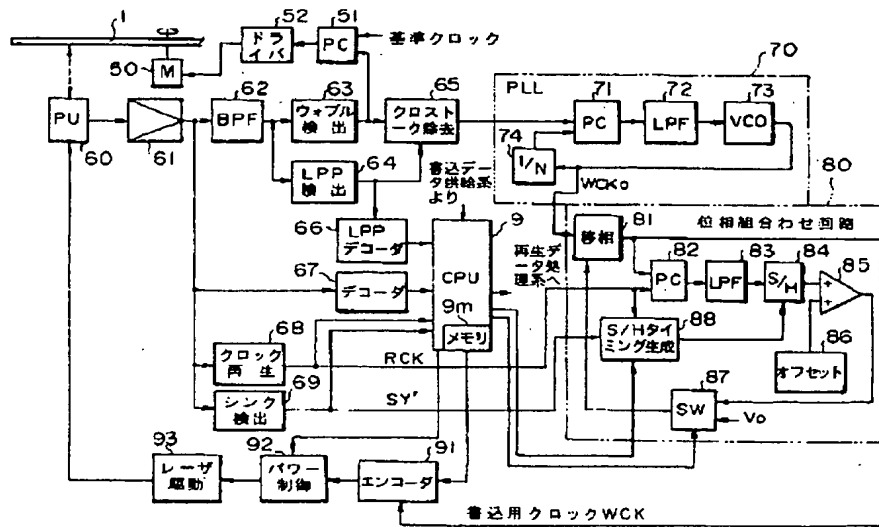 52
51
1
ドラ
イバ
PC
基準クロック
70
50
M
62
63
65
PLL
71
72
73
PU
BPF
ウォブル
検出
クロスト
ーク除去
PC
LPF
VCO
74
1/N
60
61
64
LPP
検出
書込デー
タ供給系
より
WCKo
80
66
9
81
位相組合わせ回路
LPP
デコーダ
移相
67
CPU
再生デ
ータ処
理系へ
82
83
84
85
デコーダ
PC
LPF
S/H
9m
68
メモリ
S/Hタイ
ミング生成
88
86
クロック
再生
RCK
オフセット
69
87
シンク
検出
SY'
SW
93
92
91
Vo
レーザ
駆動
パワー
制御
エンコーダ
書込用クロックWCK